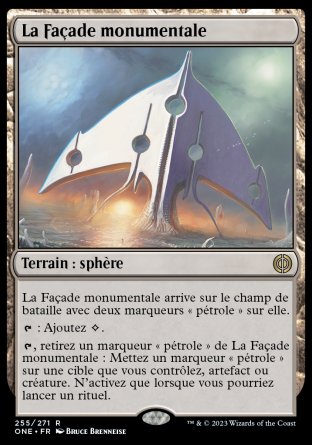 La Façade monumentale
Terrain : sphère
La Façade monumentale arrive sur le champ de
bataille avec deux marqueurs « pétrole » sur elle.
: Ajoutez .
, retirez un marqueur « pétrole » de La Façade
monumentale : Mettez un marqueur « pétrole »
sur une cible que vous contrôlez, artefact ou
créature. N'activez que lorsque vous pourriez
lancer un rituel.
255/271 R
ONE • FR Bruce Brenneise
™ & © 2023 Wizards of the Coast